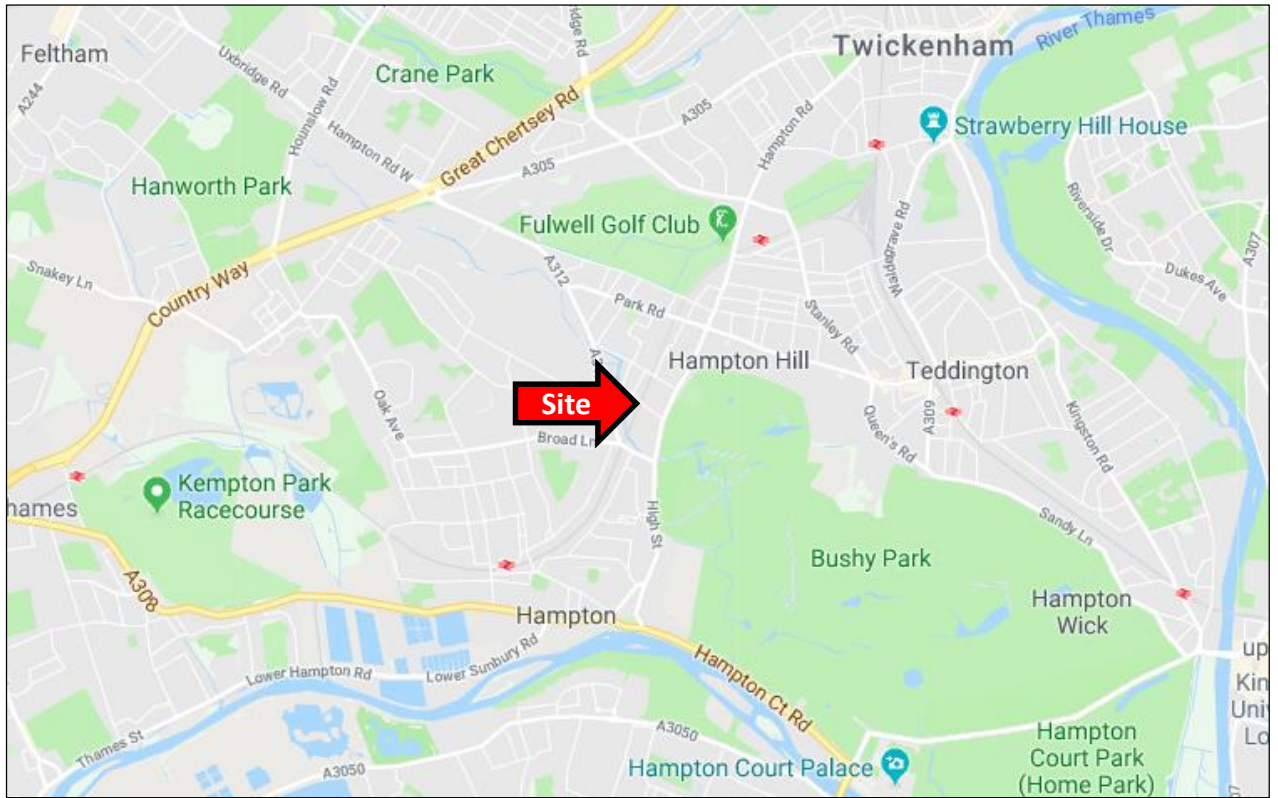 Feltham
A244
Uxbridge Rd
Crane Park
Hounslow Rd
Hampton Rd W
Great Chertsey Rd
A305
A305
Hampton Rd
Twickenham
River Thames
Strawberry Hill House
Hanworth Park
Fulwell Golf Club
Waldegrave Rd
Riverside Dr
A307
Dukes Ave
Snakey Ln
Country Way
A312
Park Rd
Stanley Rd
Hampton Hill
Teddington
Site
Oak Ave
Broad Ln
Queen's Rd
A309
Kingston Rd
Kempton Park
Racecourse
High St
Sandy Ln
Bushy Park
A308
Hampton
Hampton
Wick
Lower Hampton Rd
Lower Sunbury Rd
Hampton Ct Rd
Thames St
A3050
A3050
Hampton Court Palace
Hampton
Court Park
(Home Park)